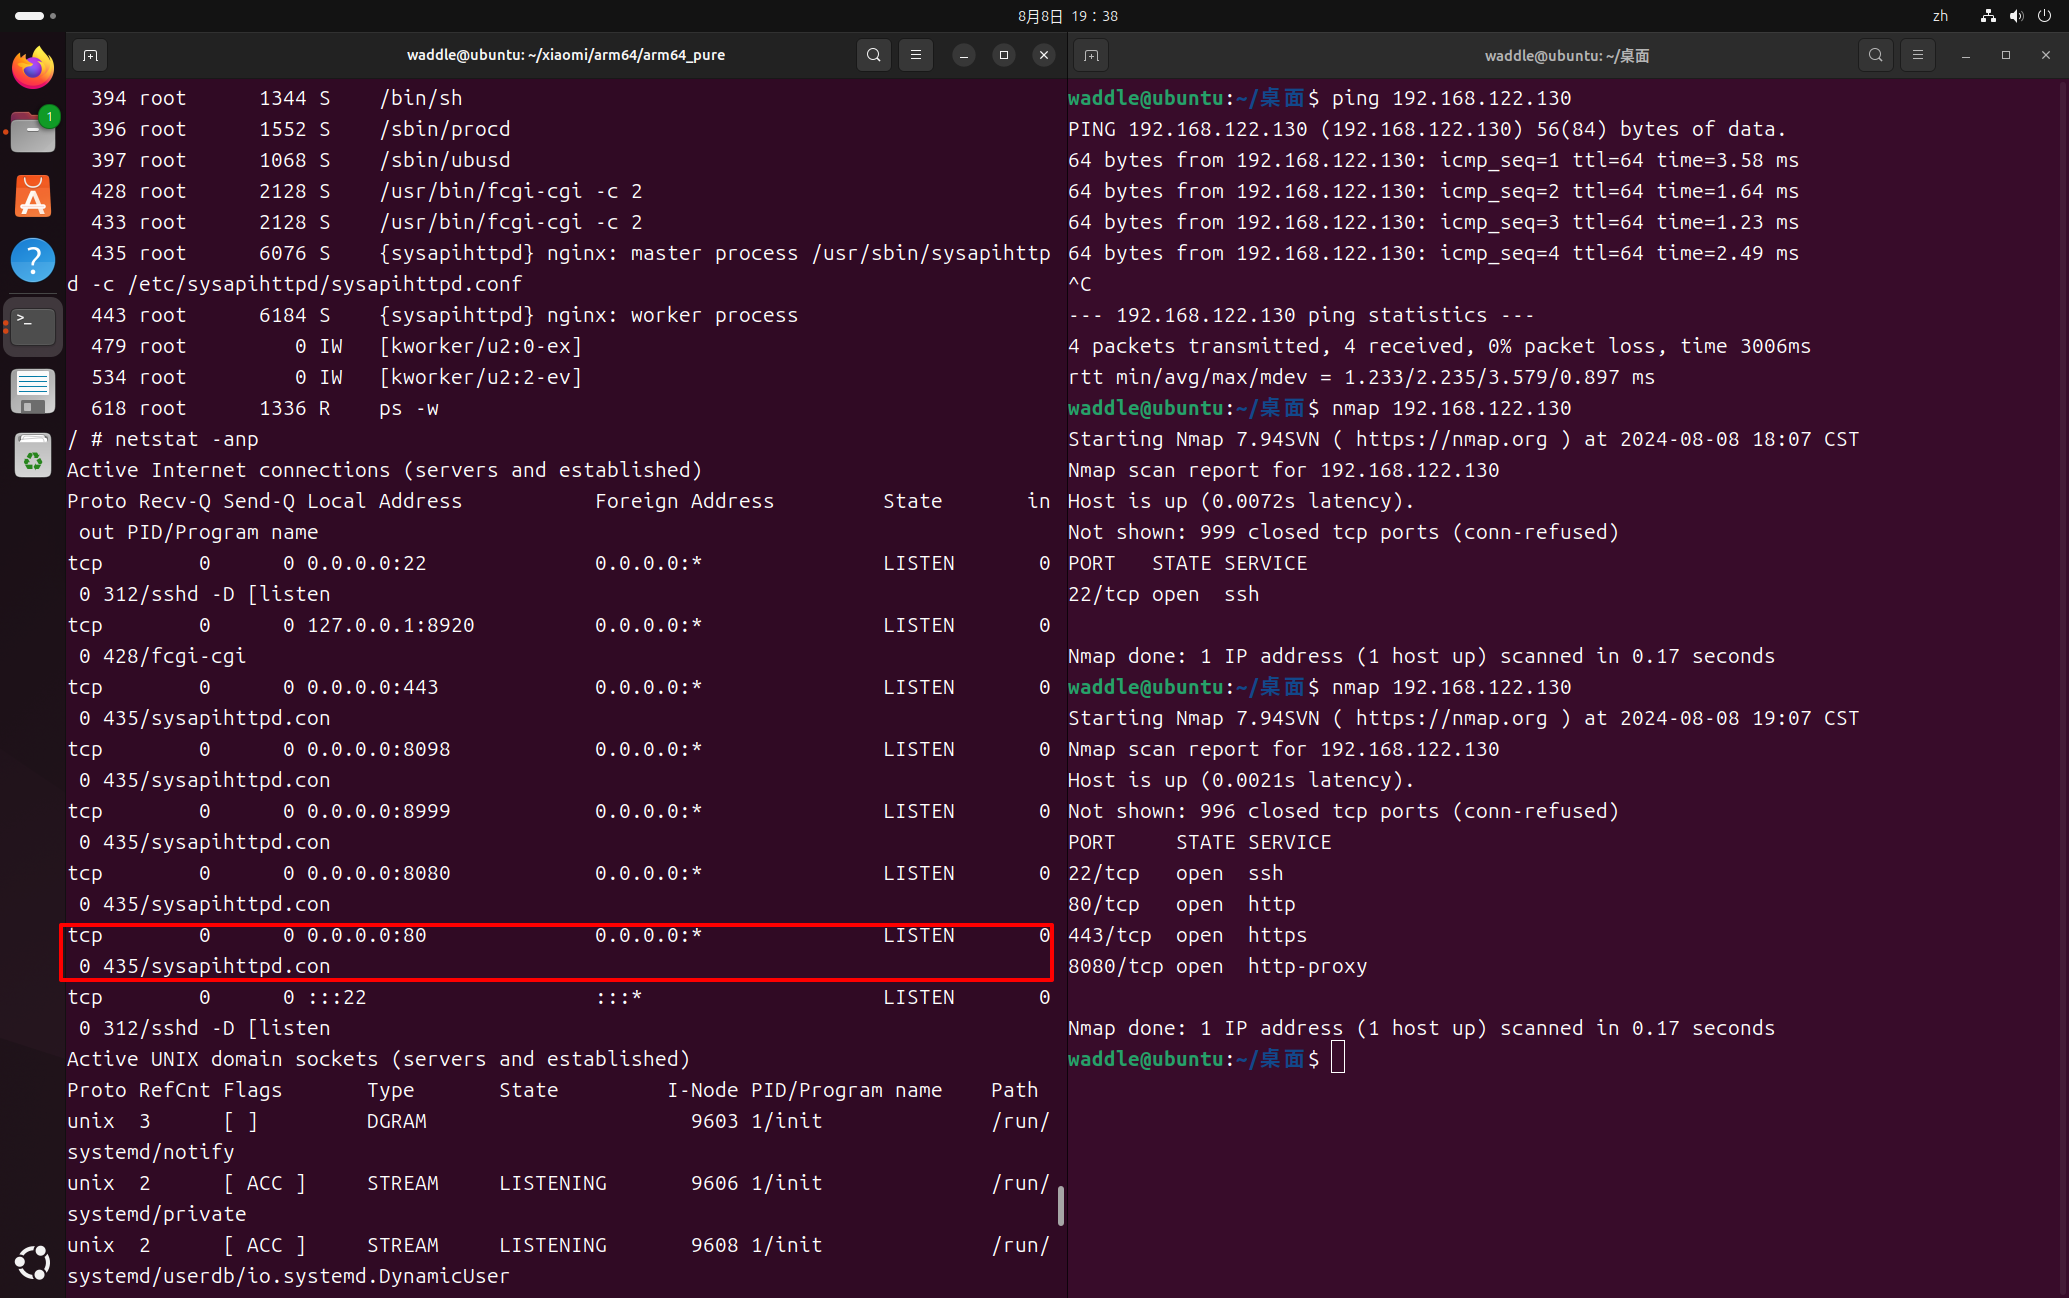 8月8日 19：38
zh
1
waddle@ubuntu: ~/xiaomi/arm64/arm64_pure
394 root 1344 S /bin/sh
396 root 1552 S /sbin/procd
397 root 1068 S /sbin/ubusd
428 root 2128 S /usr/bin/fcgi-cgi -c 2
433 root 2128 S /usr/bin/fcgi-cgi -c 2
435 root 6076 S {sysapihttpd} nginx: master process /usr/sbin/sysapihttp
d -c /etc/sysapihttpd/sysapihttpd.conf
443 root 6184 S {sysapihttpd} nginx: worker process
479 root 0 IW [kworker/u2:0-ex]
534 root 0 IW [kworker/u2:2-ev]
618 root 1336 R ps -w
/ # netstat -anp
Active Internet connections (servers and established)
Proto Recv-Q Send-Q Local Address Foreign Address State in
out PID/Program name
tcp 0 0 0.0.0.0:22 0.0.0.0:* LISTEN 0
0 312/sshd -D [listen
tcp 0 0 127.0.0.1:8920 0.0.0.0:* LISTEN 0
0 428/fcgi-cgi
tcp 0 0 0.0.0.0:443 0.0.0.0:* LISTEN 0
0 435/sysapihttpd.con
tcp 0 0 0.0.0.0:8098 0.0.0.0:* LISTEN 0
0 435/sysapihttpd.con
tcp 0 0 0.0.0.0:8999 0.0.0.0:* LISTEN 0
0 435/sysapihttpd.con
tcp 0 0 0.0.0.0:8080 0.0.0.0:* LISTEN 0
0 435/sysapihttpd.con
tcp 0 0 0.0.0.0:80 0.0.0.0:* LISTEN 0
0 435/sysapihttpd.con
tcp 0 0 :::22 :::* LISTEN 0
0 312/sshd -D [listen
Active UNIX domain sockets (servers and established)
Proto RefCnt Flags Type State I-Node PID/Program name Path
unix 3 [ ] DGRAM 9603 1/init /run/
systemd/notify
unix 2 [ ACC ] STREAM LISTENING 9606 1/init /run/
systemd/private
unix 2 [ ACC ] STREAM LISTENING 9608 1/init /run/
systemd/userdb/io.systemd.DynamicUser
waddle@ubuntu: ~/桌面
waddle@ubuntu:~/桌面$ ping 192.168.122.130
PING 192.168.122.130 (192.168.122.130) 56(84) bytes of data.
64 bytes from 192.168.122.130: icmp_seq=1 ttl=64 time=3.58 ms
64 bytes from 192.168.122.130: icmp_seq=2 ttl=64 time=1.64 ms
64 bytes from 192.168.122.130: icmp_seq=3 ttl=64 time=1.23 ms
64 bytes from 192.168.122.130: icmp_seq=4 ttl=64 time=2.49 ms
^C
--- 192.168.122.130 ping statistics ---
4 packets transmitted, 4 received, 0% packet loss, time 3006ms
rtt min/avg/max/mdev = 1.233/2.235/3.579/0.897 ms
waddle@ubuntu:~/桌面$ nmap 192.168.122.130
Starting Nmap 7.94SVN ( https://nmap.org ) at 2024-08-08 18:07 CST
Nmap scan report for 192.168.122.130
Host is up (0.0072s latency).
Not shown: 999 closed tcp ports (conn-refused)
PORT STATE SERVICE
22/tcp open ssh
Nmap done: 1 IP address (1 host up) scanned in 0.17 seconds
waddle@ubuntu:~/桌面$ nmap 192.168.122.130
Starting Nmap 7.94SVN ( https://nmap.org ) at 2024-08-08 19:07 CST
Nmap scan report for 192.168.122.130
Host is up (0.0021s latency).
Not shown: 996 closed tcp ports (conn-refused)
PORT STATE SERVICE
22/tcp open ssh
80/tcp open http
443/tcp open https
8080/tcp open http-proxy
Nmap done: 1 IP address (1 host up) scanned in 0.17 seconds
waddle@ubuntu:~/桌面$